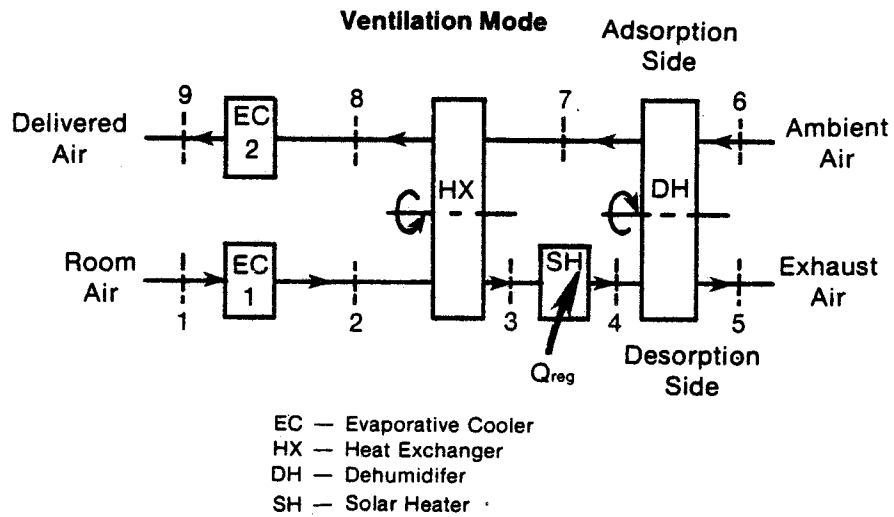 Ventilation Mode
Adsorption
Side
9
8
7
6
Delivered
Air
EC
2
HX
DH
Ambient
Air
Room
Air
EC
1
SH
Exhaust
Air
1
2
3
4
5
Qreg
Desorption
Side
EC — Evaporative Cooler
HX — Heat Exchanger
DH — Dehumidifer
SH — Solar Heater